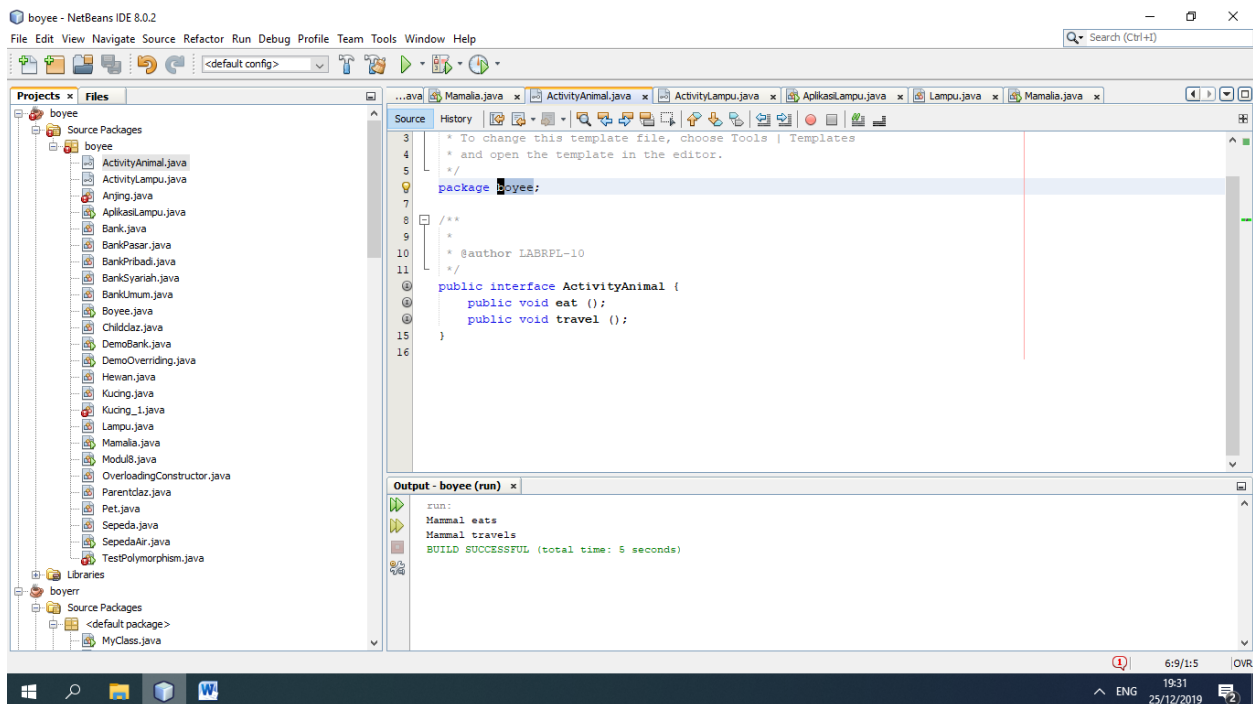 boyee - NetBeans IDE 8.0.2
File Edit View Navigate Source Refactor Run Debug Profile Team Tools Window Help
Search (Ctrl+I)
<default config>
Projects x Files
boyee
Source Packages
boyee
ActivityAnimal.java
ActivityLampu.java
Anjing.java
AplikasiLampu.java
Bank.java
BankPasar.java
BankPribadi.java
BankSyariah.java
BankUmum.java
Boyee.java
Childclaz.java
DemoBank.java
DemoOverriding.java
Hewan.java
Kucing.java
Kucing_1.java
Lampu.java
Mamalia.java
Modul8.java
OverloadingConstructor.java
Parentclaz.java
Pet.java
Sepeda.java
SepedaAir.java
TestPolymorphism.java
Libraries
boyerr
Source Packages
<default package>
MyClass.java
...ava Mamalia.java x ActivityAnimal.java x ActivityLampu.java x AplikasiLampu.java x Lampu.java x Mamalia.java x
Source History
3 * To change this template file, choose Tools | Templates
4 * and open the template in the editor.
5 */
package boyee;
7
8 /**
9 *
10 * @author LABRPL-10
11 */
public interface ActivityAnimal {
public void eat ();
public void travel ();
15 }
16
Output - boyee (run) x
run:
Mammal eats
Mammal travels
BUILD SUCCESSFUL (total time: 5 seconds)
1 6:9/1:5 OVR
ENG 19:31
25/12/2019 2